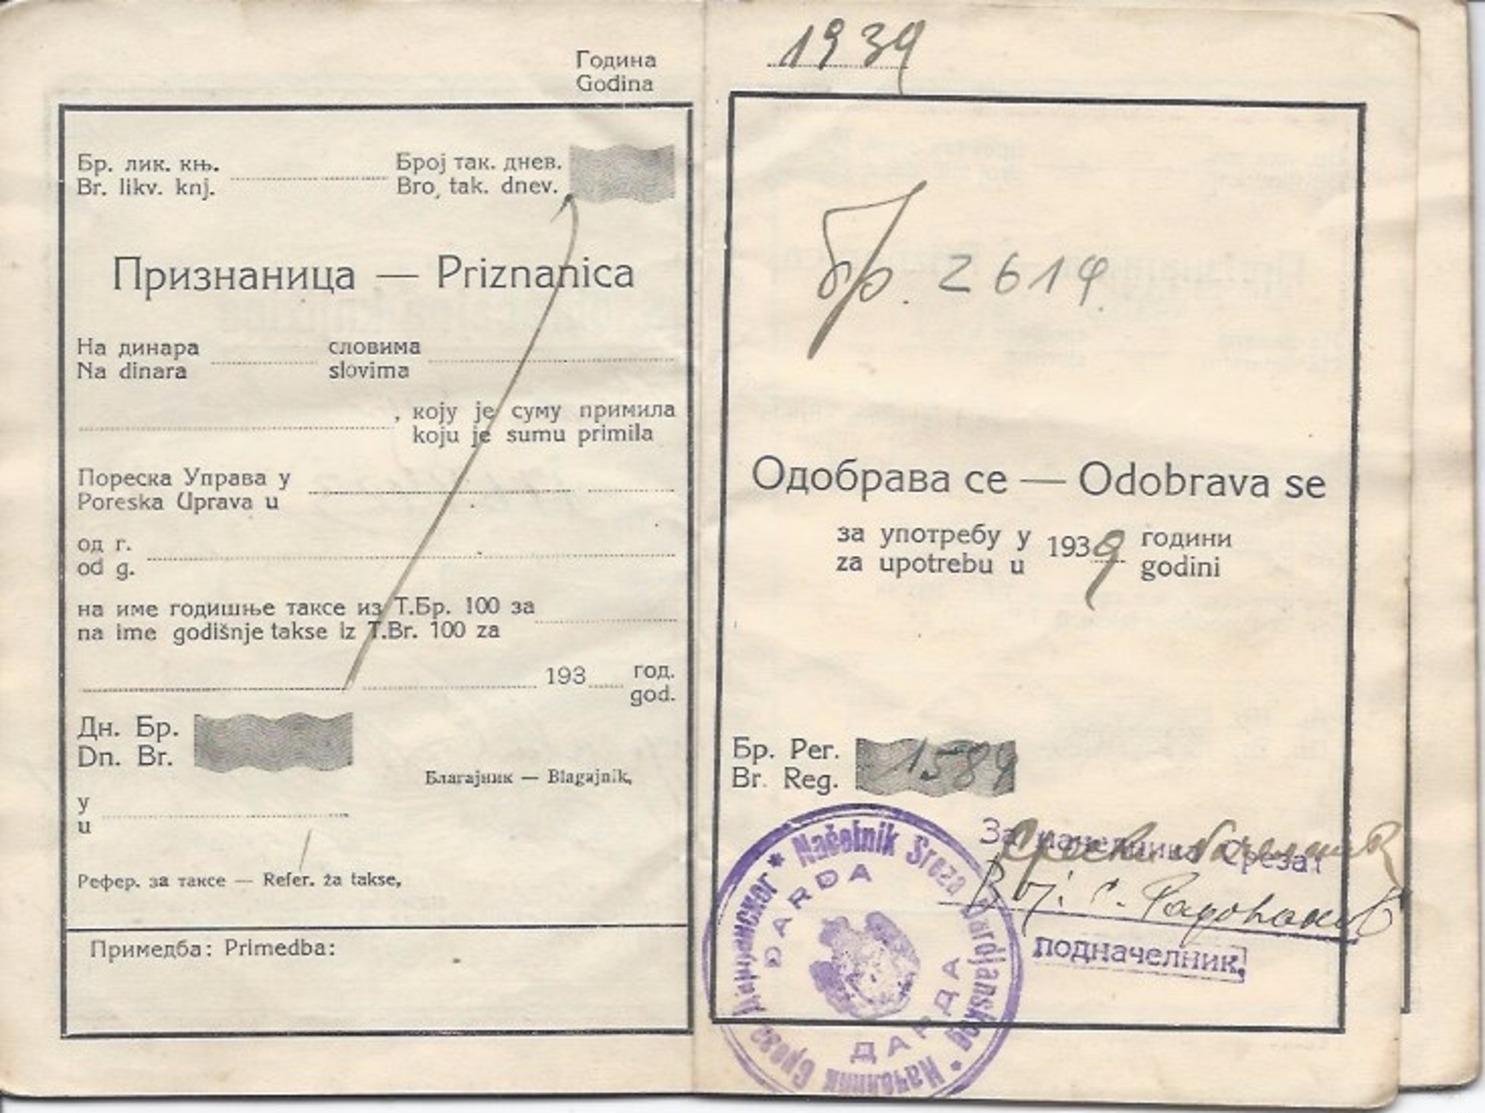 Година
Godina
Бр. лик. књ.
Br. likv. knj.
Број так. днев.
Bro, tak. dnev.
Признаница — Priznanica
На динара
Na dinara
словима
slovima
, коју је суму примила
koju je sumu primila
Пореска Управа у
Poreska Uprava u
од г.
od g.
на име годишње таксе из Т.Бр. 100 за
na ime godišnje takse iz T.Br. 100 za
193 год.
god.
Дн. Бр.
Dn. Br.
Благајник — Blagajnik,
у
u
Рефер. за таксе — Refer. za takse,
Примедба: Primedba:
1939
бр. 2614
Одобрава се — Odobrava se
за употребу у 1939 години
za upotrebu u godini
Бр. Рег. 1584
Br. Reg.
За начелника Среза:
Вој. С. Радовановић
подначелник,
Načelnik Sreza Dardjanskog * Начелник Среза Дарданског *
DARDA
ДАРДА